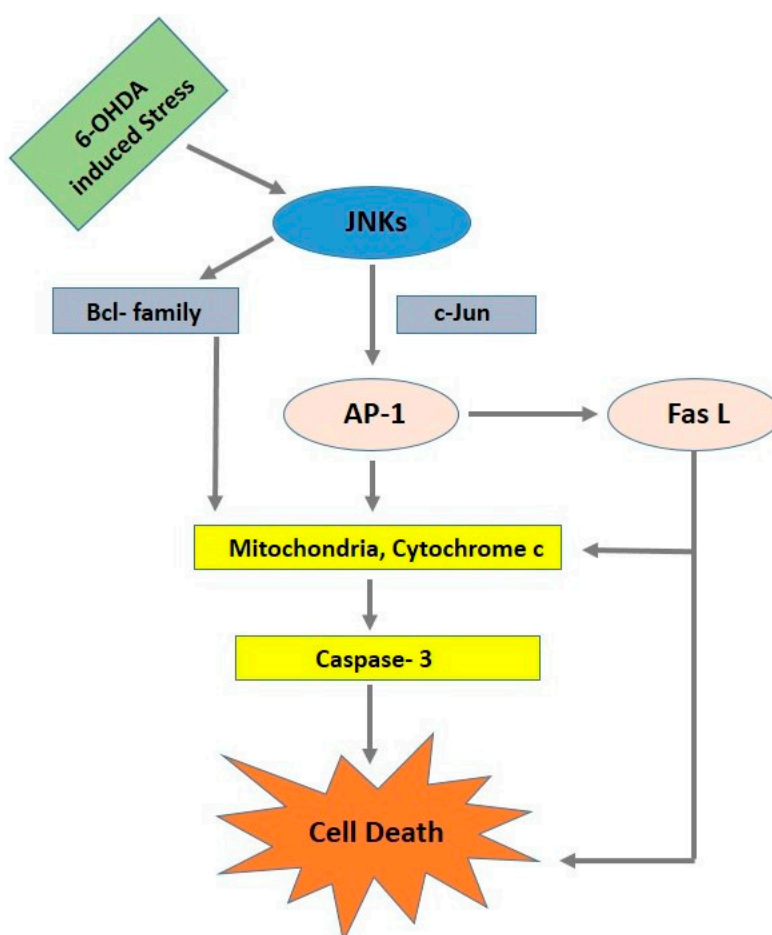 6-OHDA
induced Stress
JNKs
Bcl- family
c-Jun
AP-1
Fas L
Mitochondria, Cytochrome c
Caspase- 3
Cell Death